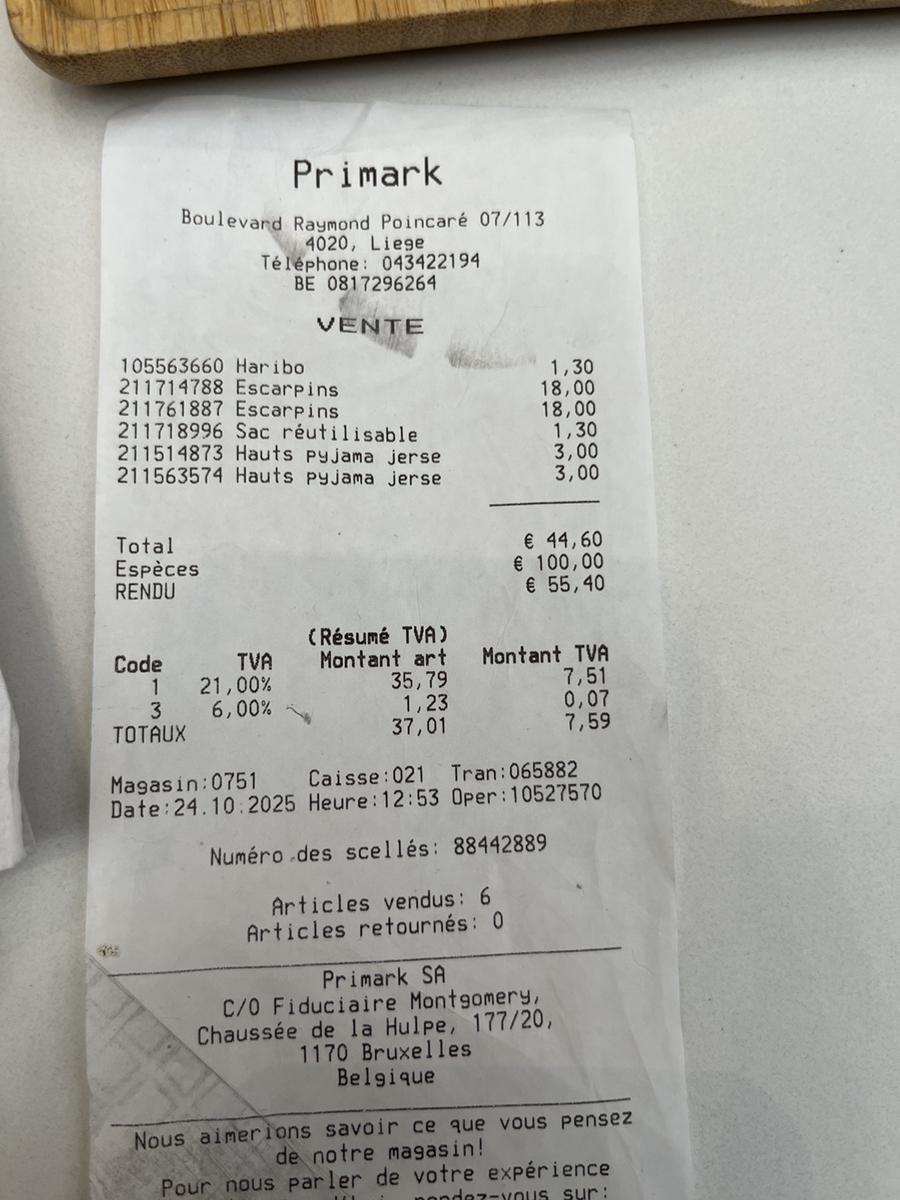 Primark
Boulevard Raymond Poincaré 07/113
4020, Liege
Téléphone: 043422194
BE 0817296264
VENTE
105563660 Haribo 1,30
211714788 Escarpins 18,00
211761887 Escarpins 18,00
211718996 Sac réutilisable 1,30
211514873 Hauts pyjama jerse 3,00
211563574 Hauts pyjama jerse 3,00
Total € 44,60
Espèces € 100,00
RENDU € 55,40
(Résumé TVA)
Code TVA Montant art Montant TVA
1 21,00% 35,79 7,51
3 6,00% 1,23 0,07
TOTAUX 37,01 7,59
Magasin:0751 Caisse:021 Tran:065882
Date:24.10.2025 Heure:12:53 Oper:10527570
Numéro des scellés: 88442889
Articles vendus: 6
Articles retournés: 0
Primark SA
C/O Fiduciaire Montgomery,
Chaussée de la Hulpe, 177/20,
1170 Bruxelles
Belgique
Nous aimerions savoir ce que vous pensez
de notre magasin!
Pour nous parler de votre expérience
rendez-vous sur: